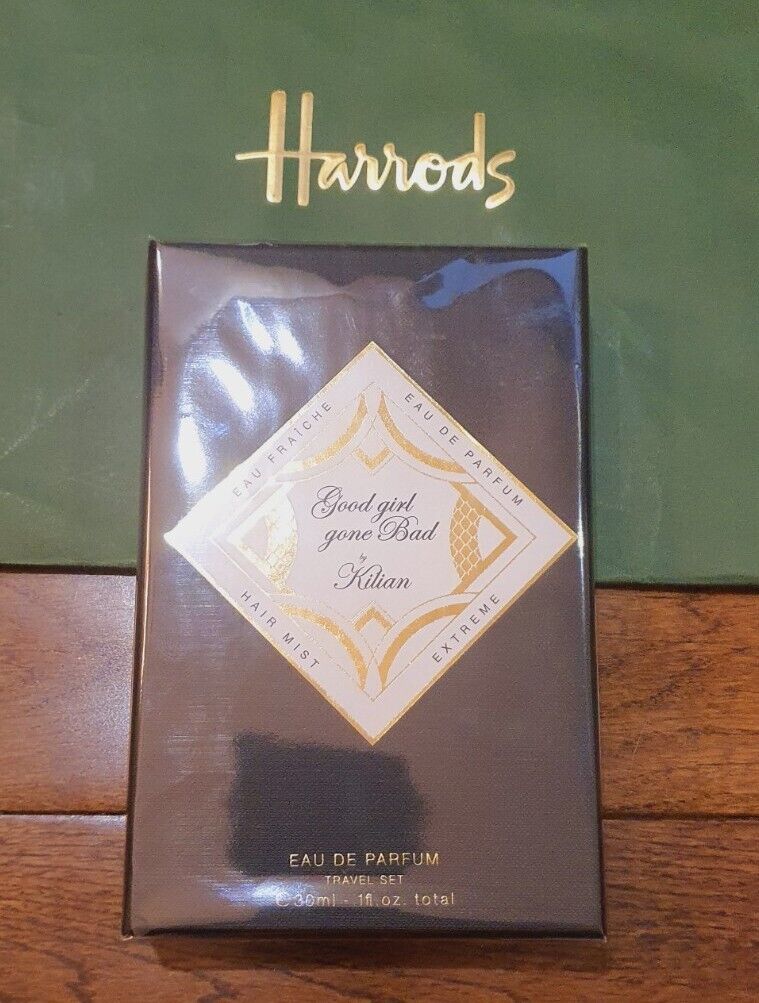 Harrods
EAU FRAÎCHE
EAU DE PARFUM
Good girl
gone Bad
by
Kilian
HAIR MIST
EXTREME
EAU DE PARFUM
TRAVEL SET
℮30ml - 1fl.oz. total